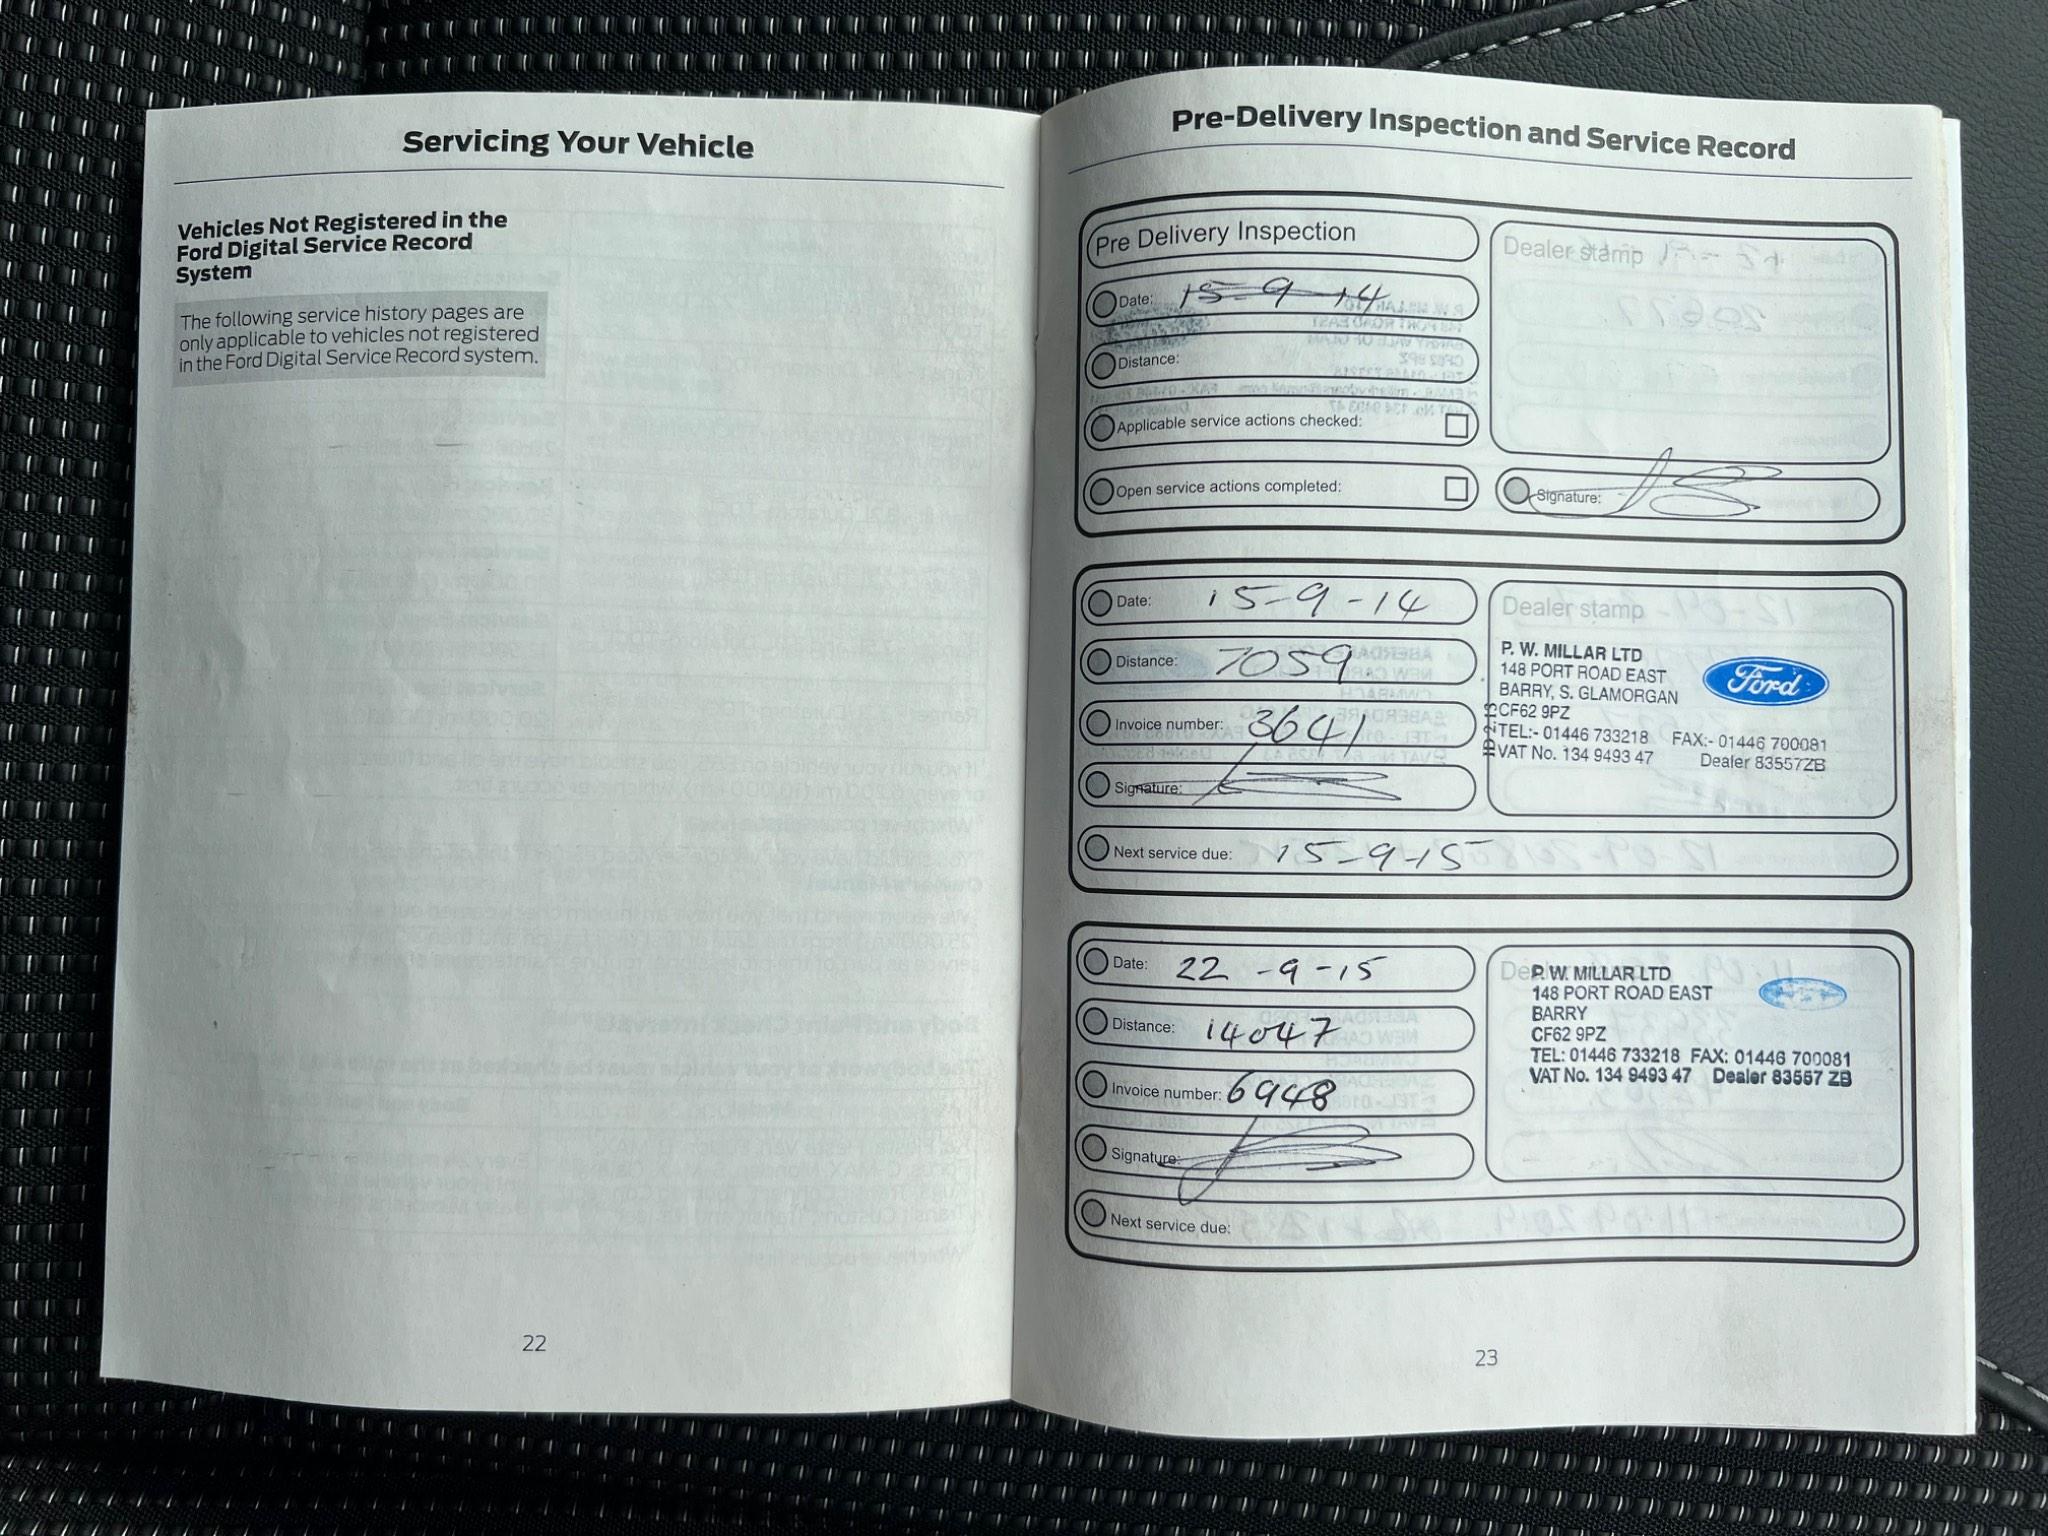 Servicing Your Vehicle
Vehicles Not Registered in the
Ford Digital Service Record
System
The following service history pages are
only applicable to vehicles not registered
in the Ford Digital Service Record system.
22
Pre-Delivery Inspection and Service Record
Pre Delivery Inspection
Date: 15-9-14
Distance:
Applicable service actions checked:
Open service actions completed:
Dealer stamp
Signature:
Date: 15-9-14
Distance: 7059
Invoice number: 3641
Signature:
Next service due: 15-9-15
Dealer stamp
P. W. MILLAR LTD
148 PORT ROAD EAST
BARRY, S. GLAMORGAN
CF62 9PZ
TEL:- 01446 733218 FAX:- 01446 700081
VAT No. 134 9493 47 Dealer 83557ZB
Ford
Date: 22-9-15
Distance: 14047
Invoice number: 6948
Signature:
Next service due:
P. W. MILLAR LTD
148 PORT ROAD EAST
BARRY
CF62 9PZ
TEL: 01446 733218 FAX: 01446 700081
VAT No. 134 9493 47 Dealer 83557 ZB
23